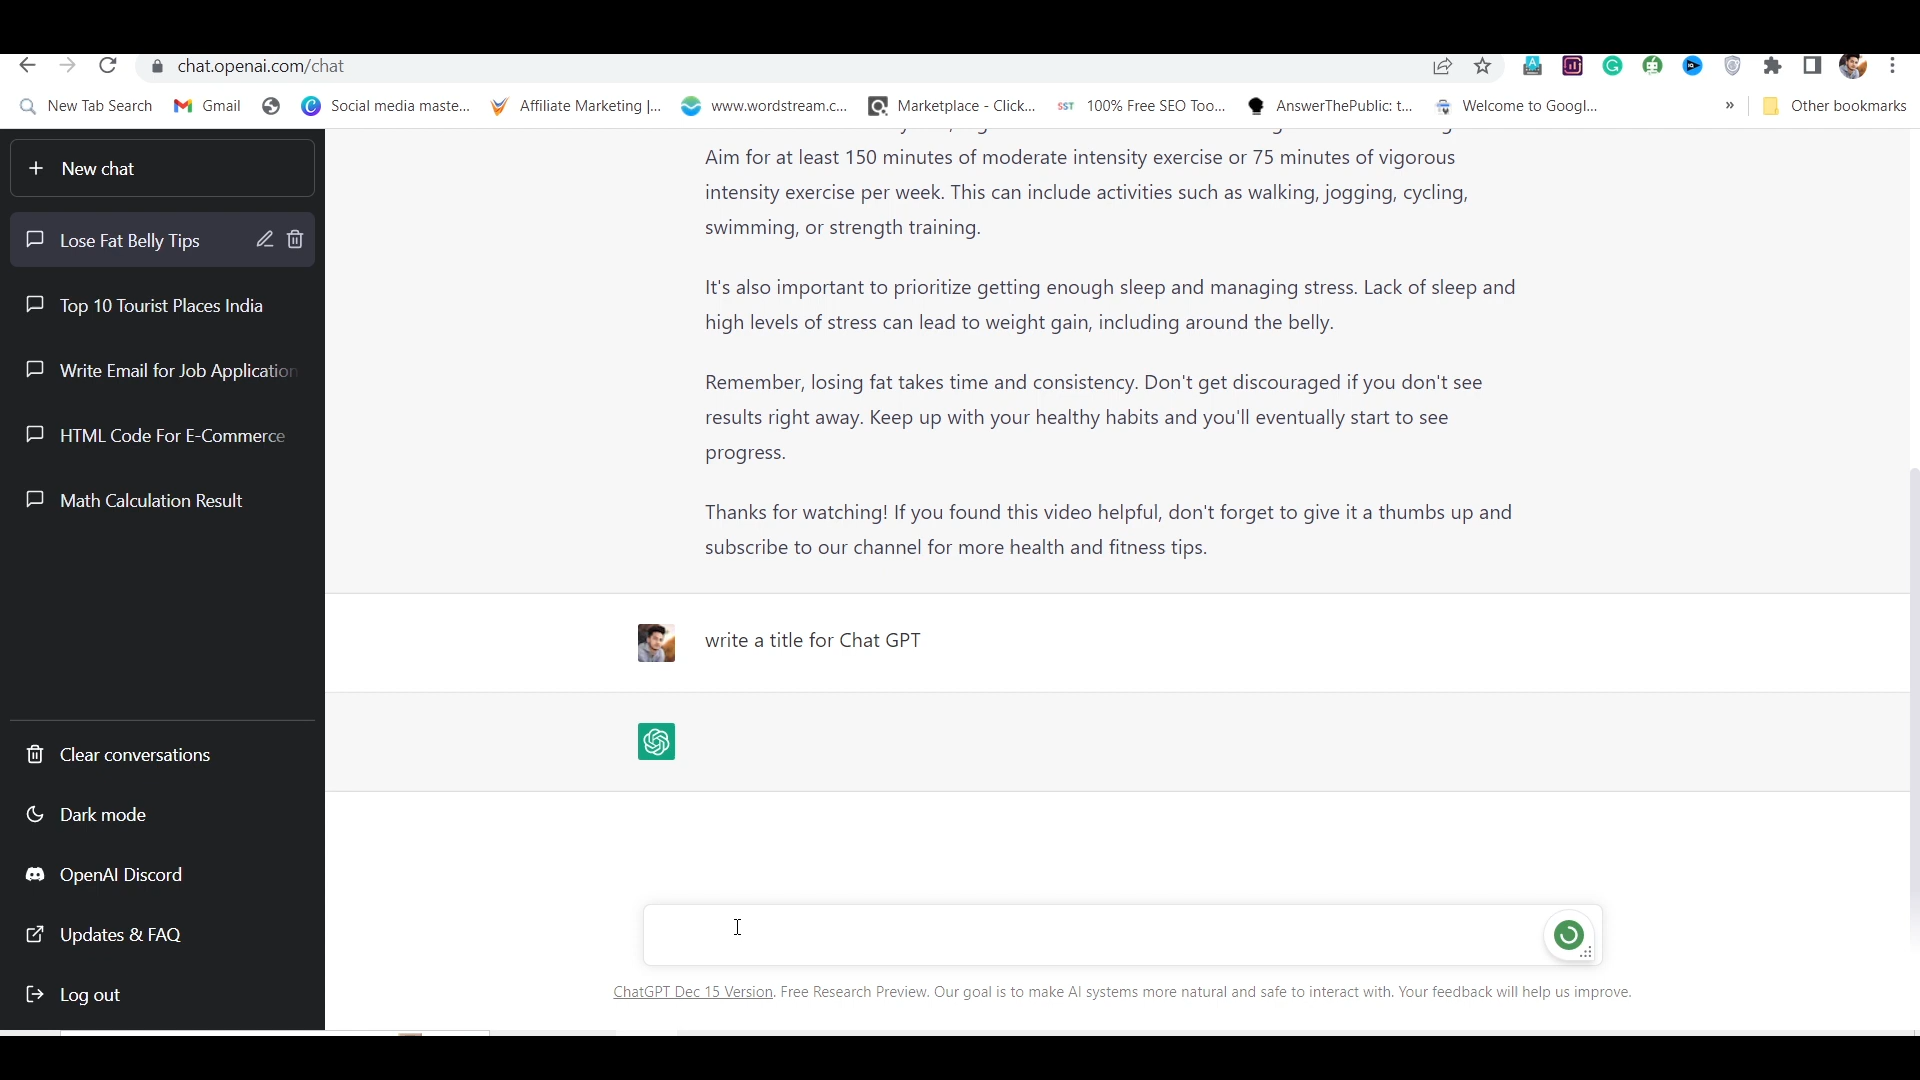 chat.openai.com/chat
New Tab Search
Gmail
Social media maste...
Affiliate Marketing |...
www.wordstream.c...
Marketplace - Click...
SST 100% Free SEO Too...
AnswerThePublic: t...
Welcome to Googl...
»
Other bookmarks
New chat
Lose Fat Belly Tips
Top 10 Tourist Places India
Write Email for Job Application
HTML Code For E-Commerce
Math Calculation Result
Clear conversations
Dark mode
OpenAI Discord
Updates & FAQ
Log out
Aim for at least 150 minutes of moderate intensity exercise or 75 minutes of vigorous
intensity exercise per week. This can include activities such as walking, jogging, cycling,
swimming, or strength training.
It's also important to prioritize getting enough sleep and managing stress. Lack of sleep and
high levels of stress can lead to weight gain, including around the belly.
Remember, losing fat takes time and consistency. Don't get discouraged if you don't see
results right away. Keep up with your healthy habits and you'll eventually start to see
progress.
Thanks for watching! If you found this video helpful, don't forget to give it a thumbs up and
subscribe to our channel for more health and fitness tips.
write a title for Chat GPT
ChatGPT Dec 15 Version. Free Research Preview. Our goal is to make AI systems more natural and safe to interact with. Your feedback will help us improve.